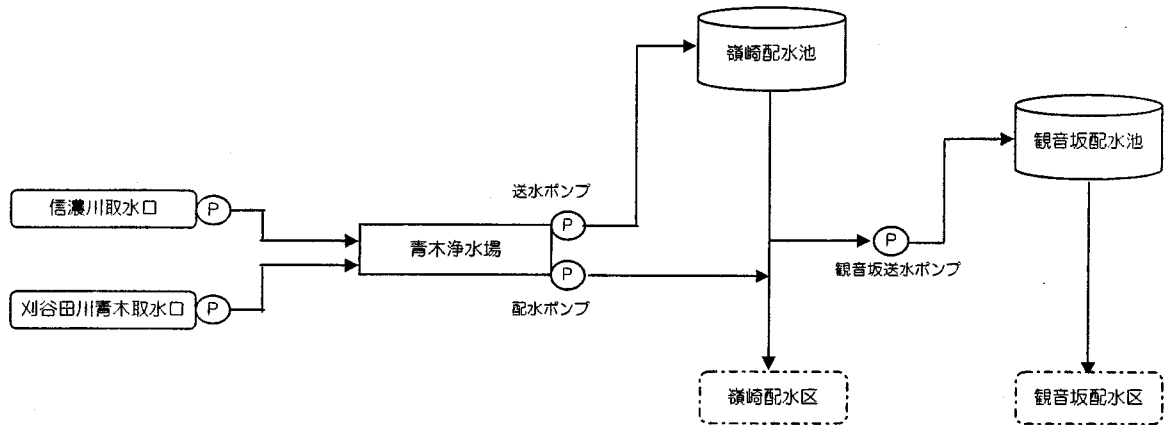 嶺崎配水池
観音坂配水池
送水ポンプ
信濃川取水口
P
P
青木浄水場
P
観音坂送水ポンプ
P
刈谷田川青木取水口
P
配水ポンプ
嶺崎配水区
観音坂配水区